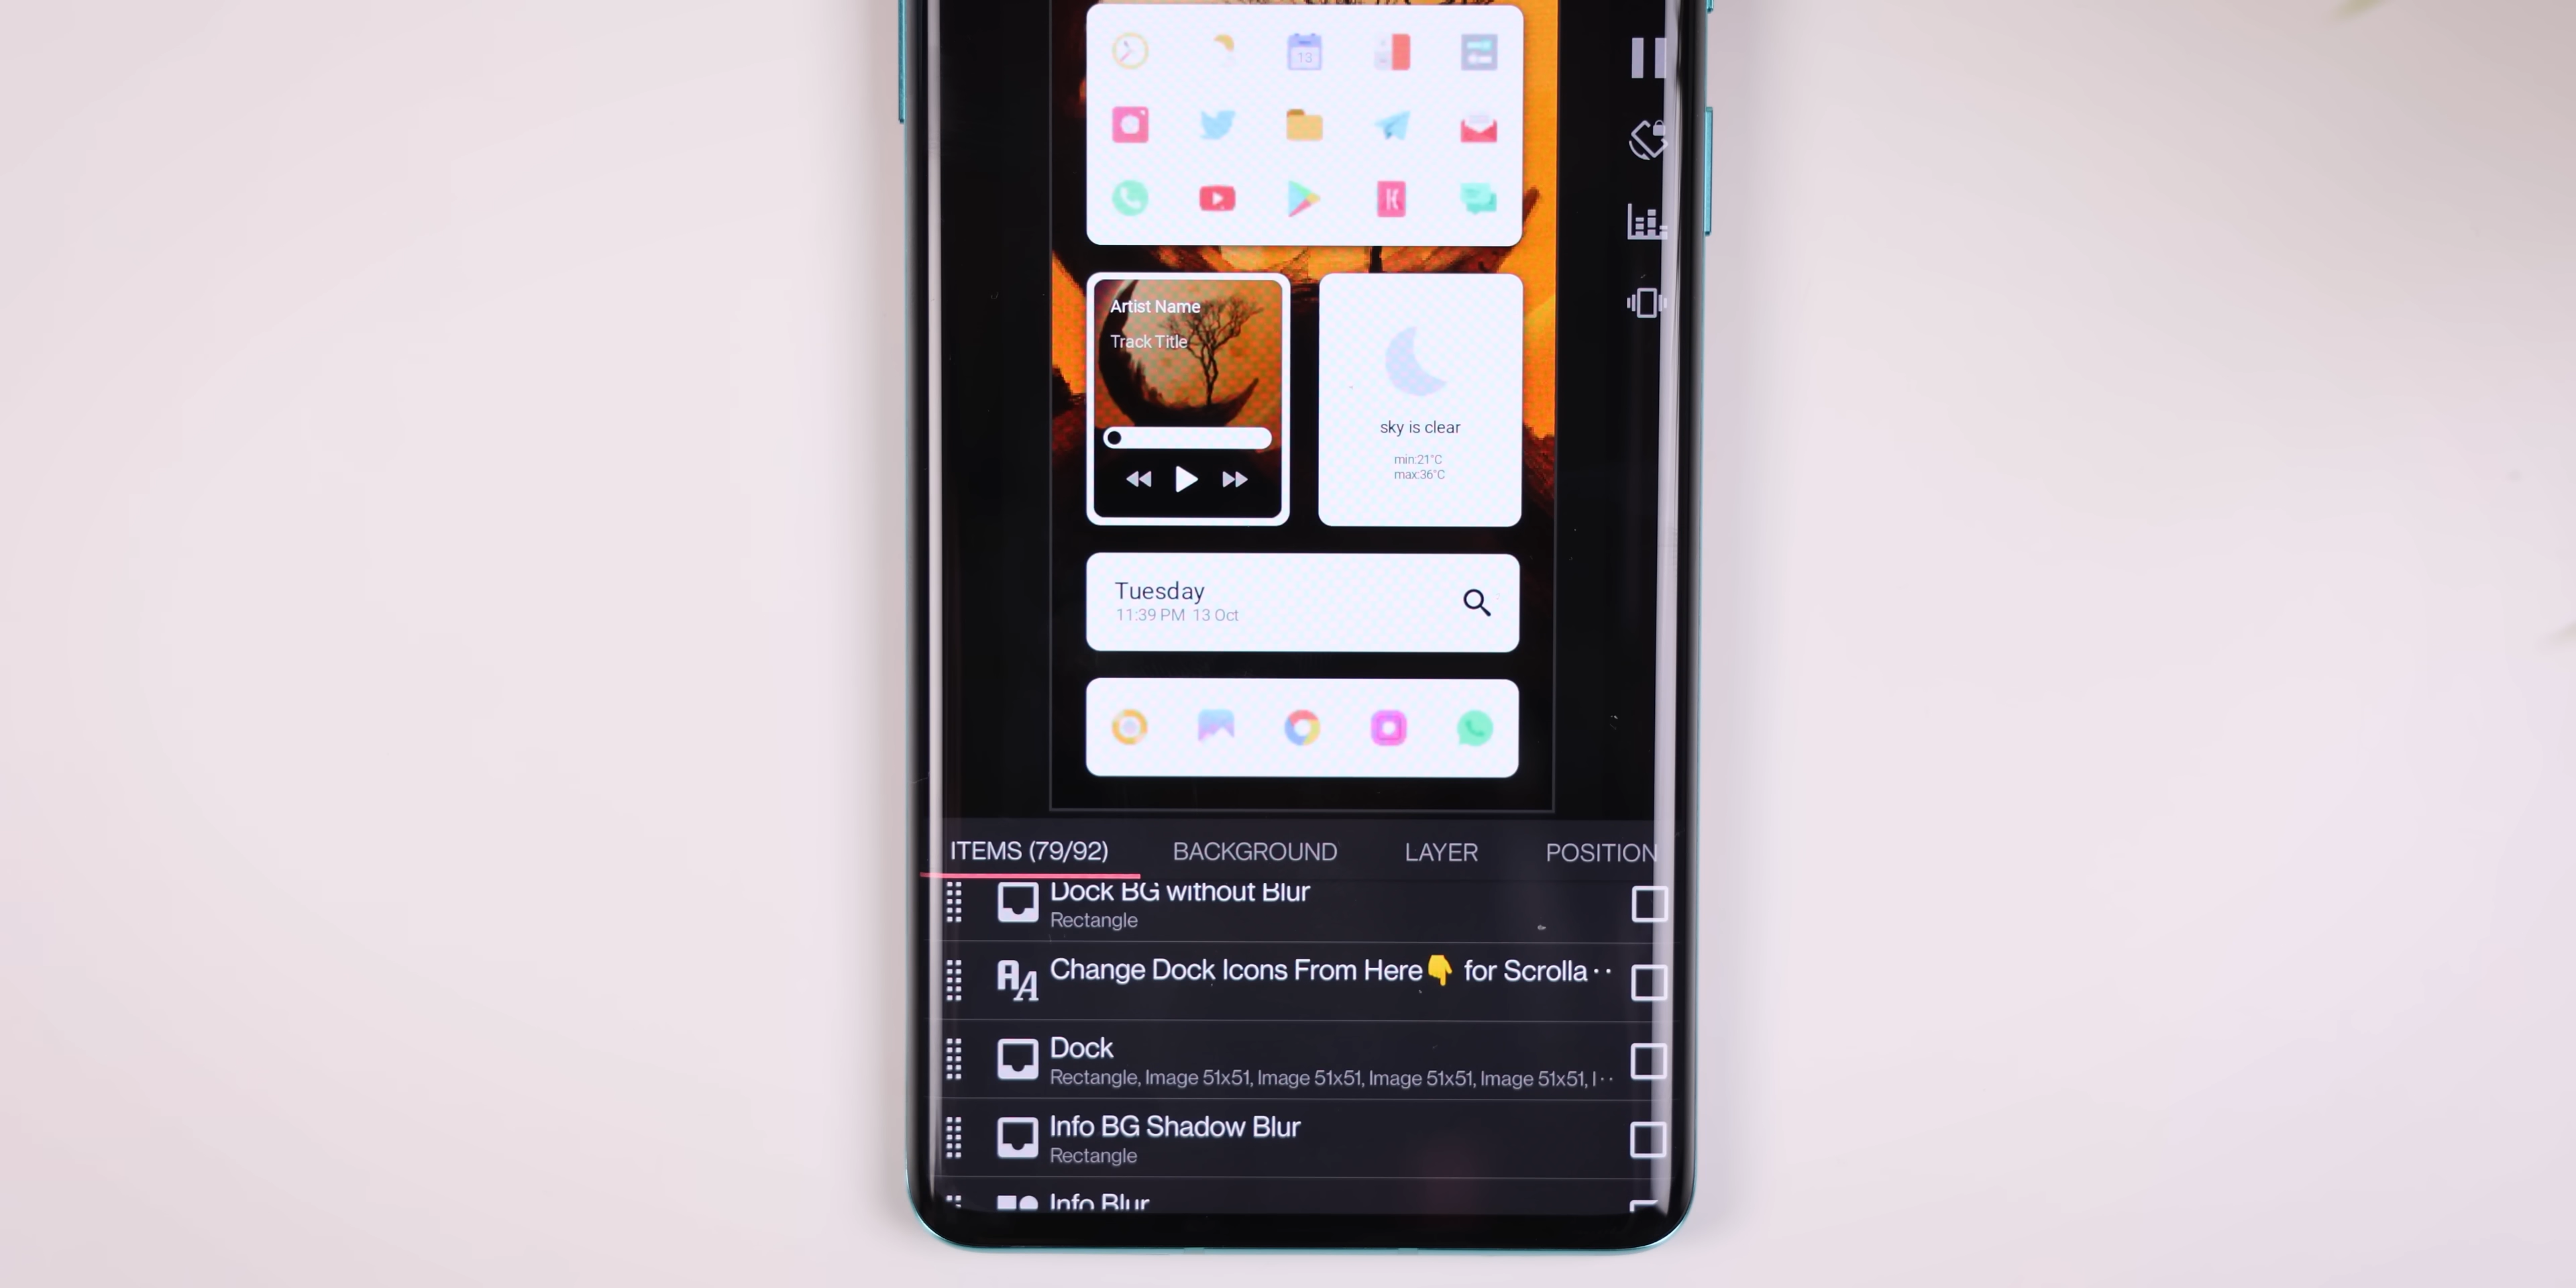 13
Artist Name
Track Title
sky is clear
min:21°C
max:36°C
Tuesday
11:39 PM 13 Oct
ITEMS (79/92) BACKGROUND LAYER POSITION
Dock BG without Blur
Rectangle
Change Dock Icons From Here👇 for Scrolla··
Dock
Rectangle, Image 51x51, Image 51x51, Image 51x51, Image 51x51, I··
Info BG Shadow Blur
Rectangle
Info Blur